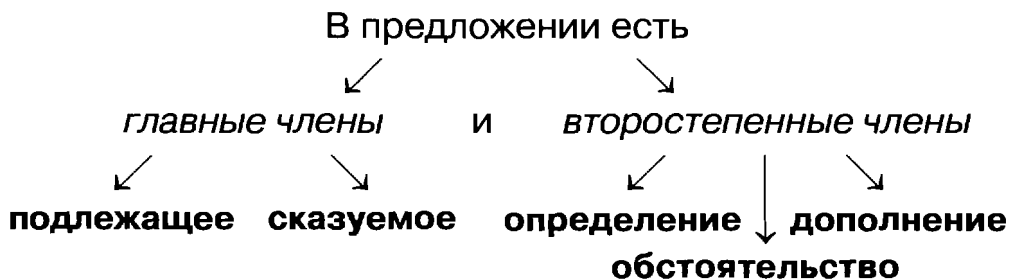 В предложении есть
главные члены и второстепенные члены
подлежащее сказуемое определение дополнение
обстоятельство